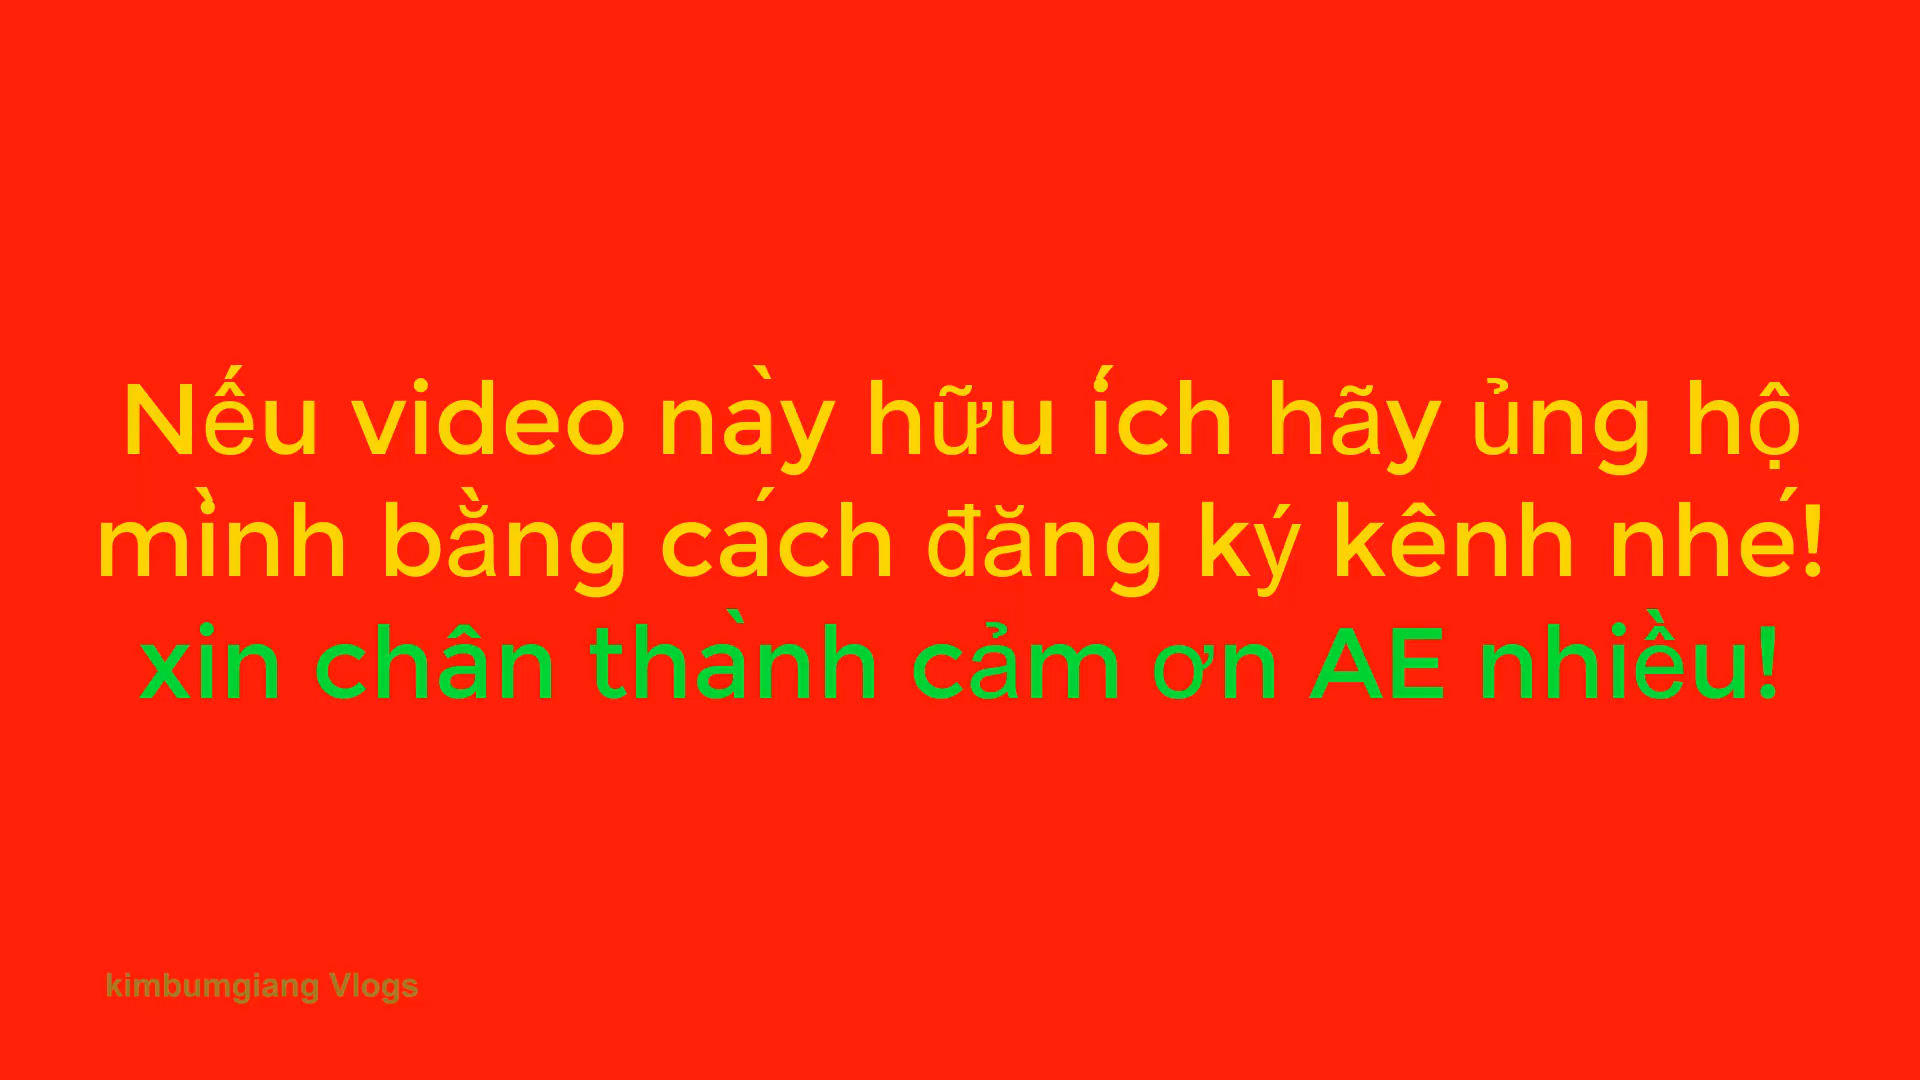 Nếu video này hữu ích hãy ủng hộ
mình bằng cách đăng ký kênh nhé!
xin chân thành cảm ơn AE nhiều!
kimbumgiang Vlogs